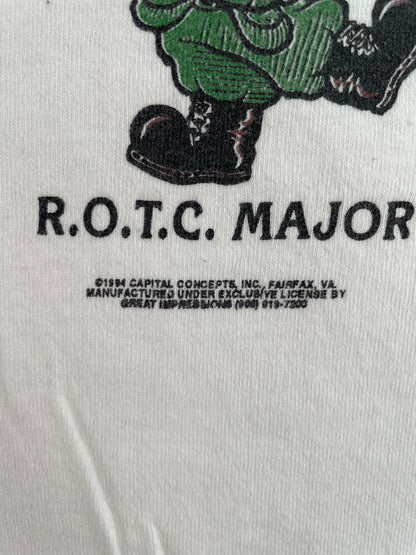 R.O.T.C. MAJOR
©1994 CAPITAL CONCEPTS, INC., FAIRFAX, VA.
MANUFACTURED UNDER EXCLUSIVE LICENSE BY
GREAT IMPRESSIONS